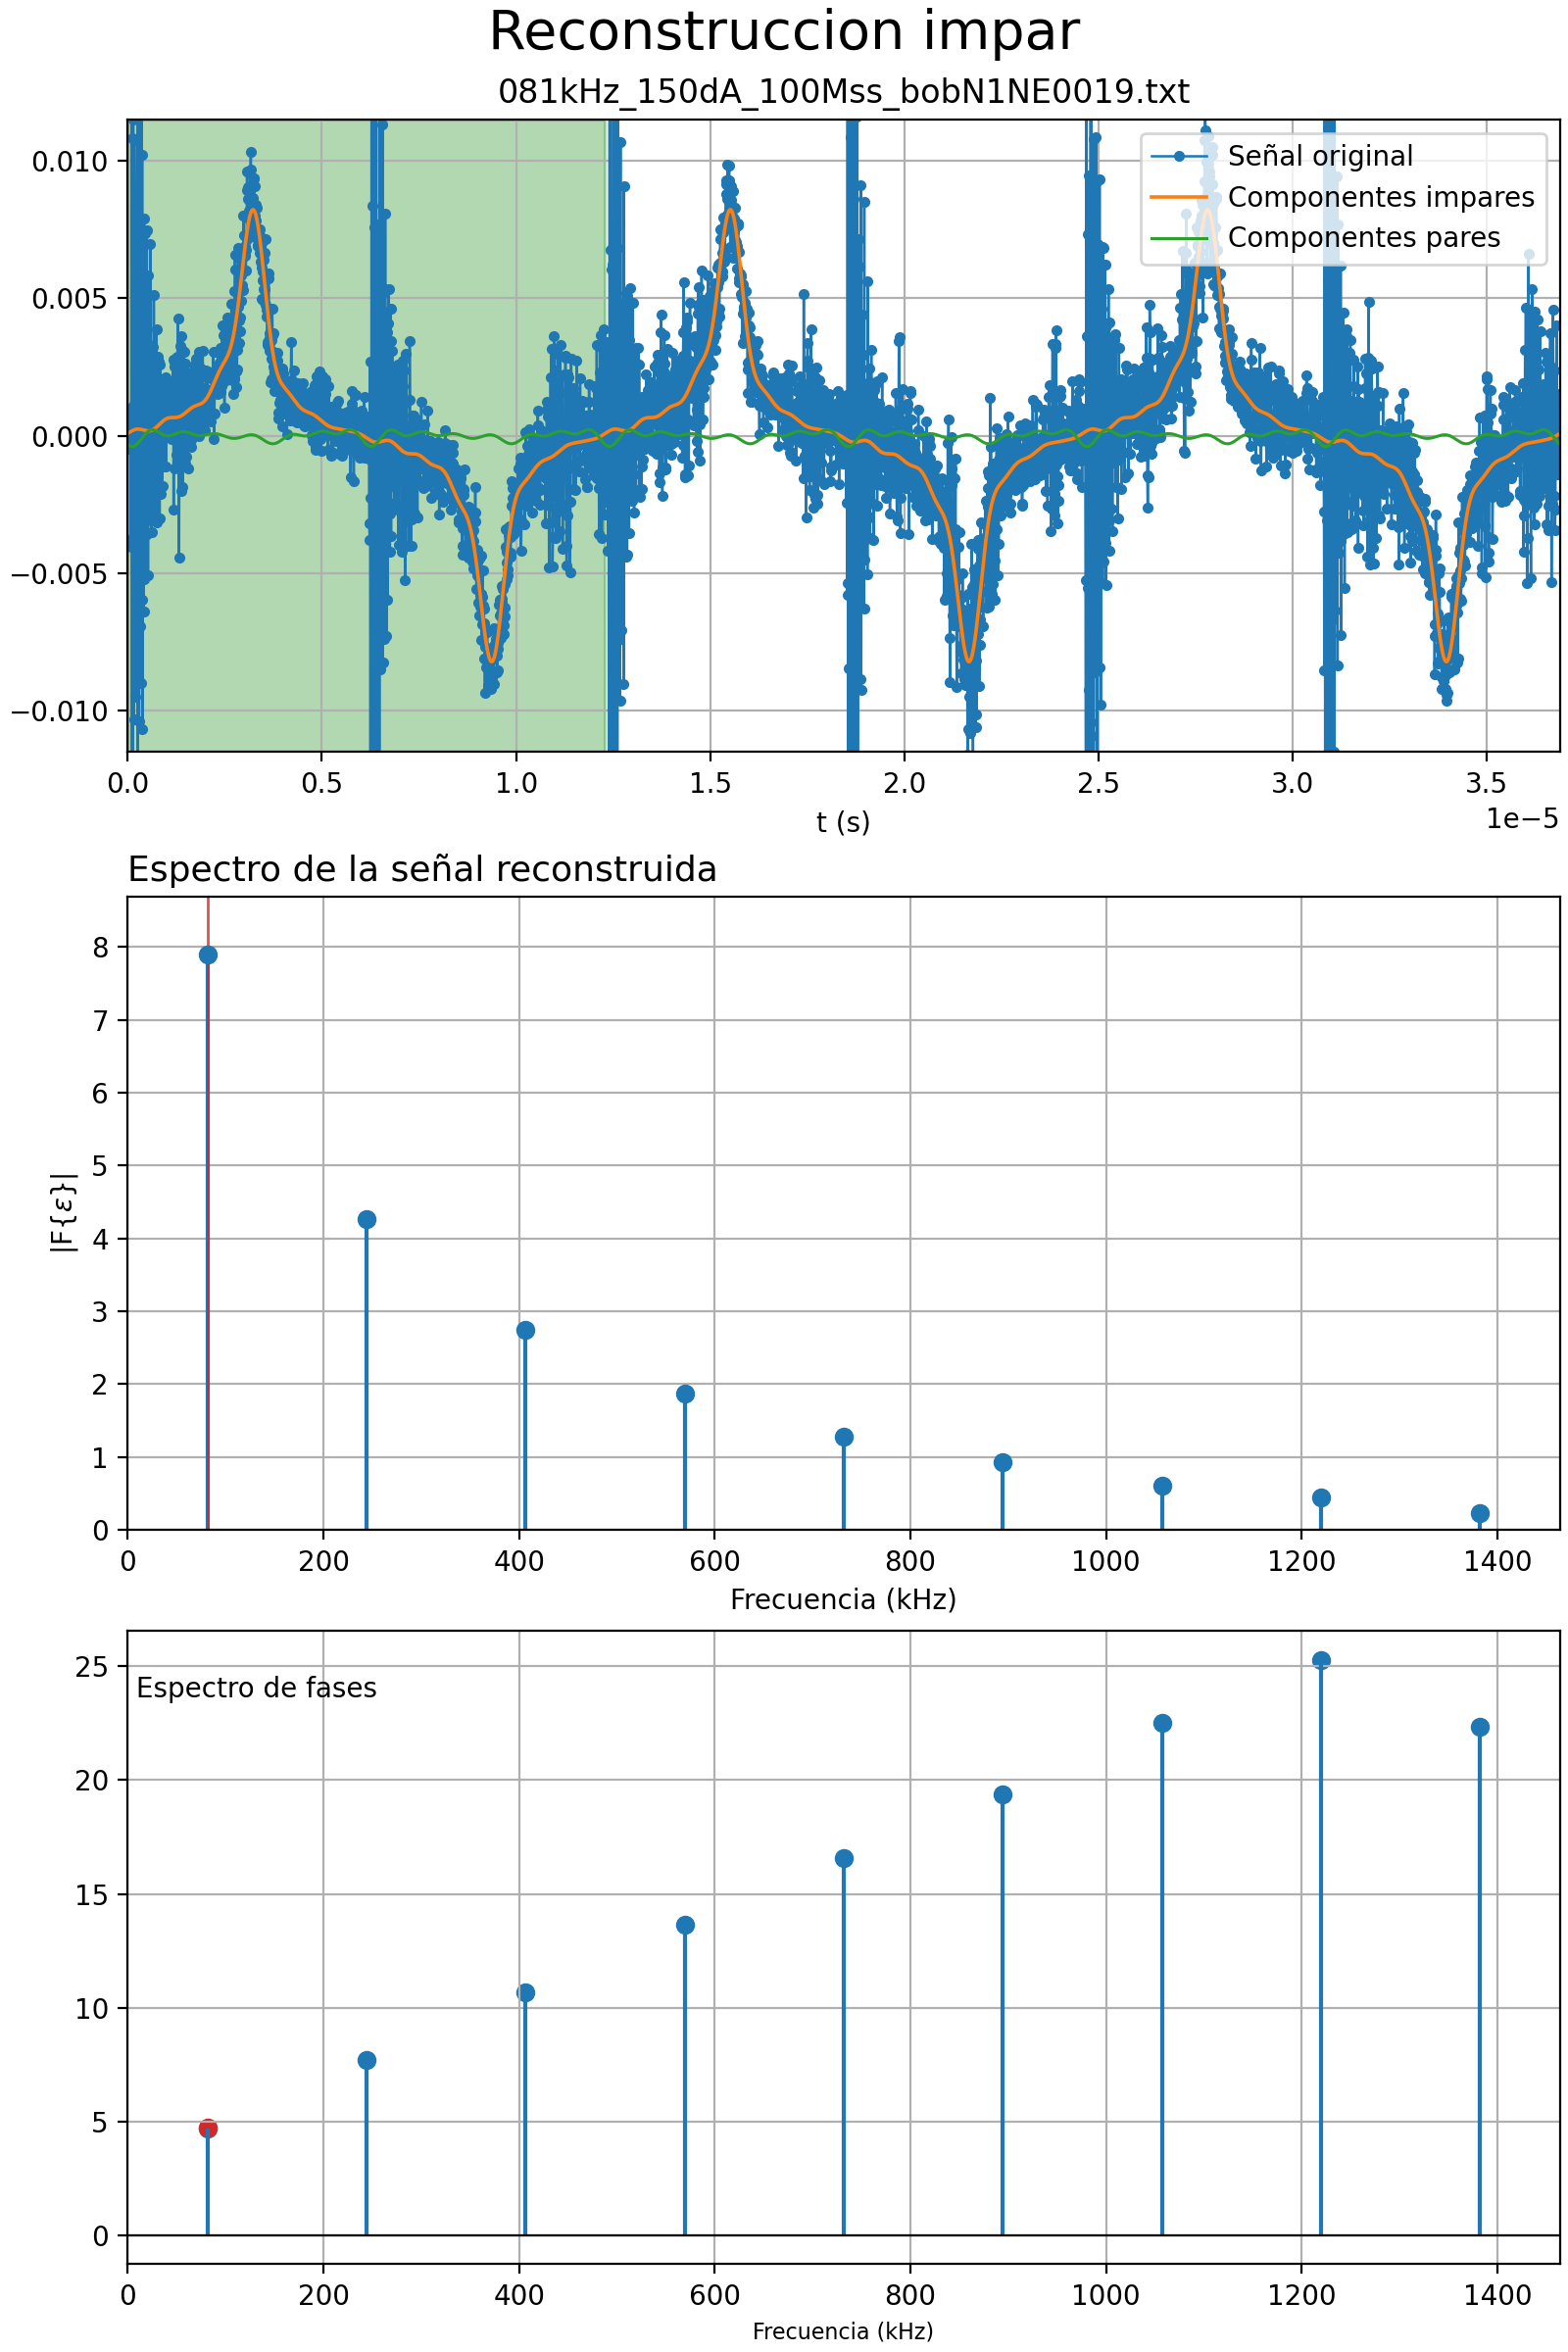 Reconstruccion impar
081kHz_150dA_100Mss_bobN1NE0019.txt
0.010
0.005
0.000
−0.005
−0.010
Señal original
Componentes impares
Componentes pares
0.0 0.5 1.0 1.5 2.0 2.5 3.0 3.5
t (s)
1e−5
Espectro de la señal reconstruida
8
7
6
5
4
3
2
1
0
|F{ε}|
0 200 400 600 800 1000 1200 1400
Frecuencia (kHz)
25
20
15
10
5
0
Espectro de fases
0 200 400 600 800 1000 1200 1400
Frecuencia (kHz)